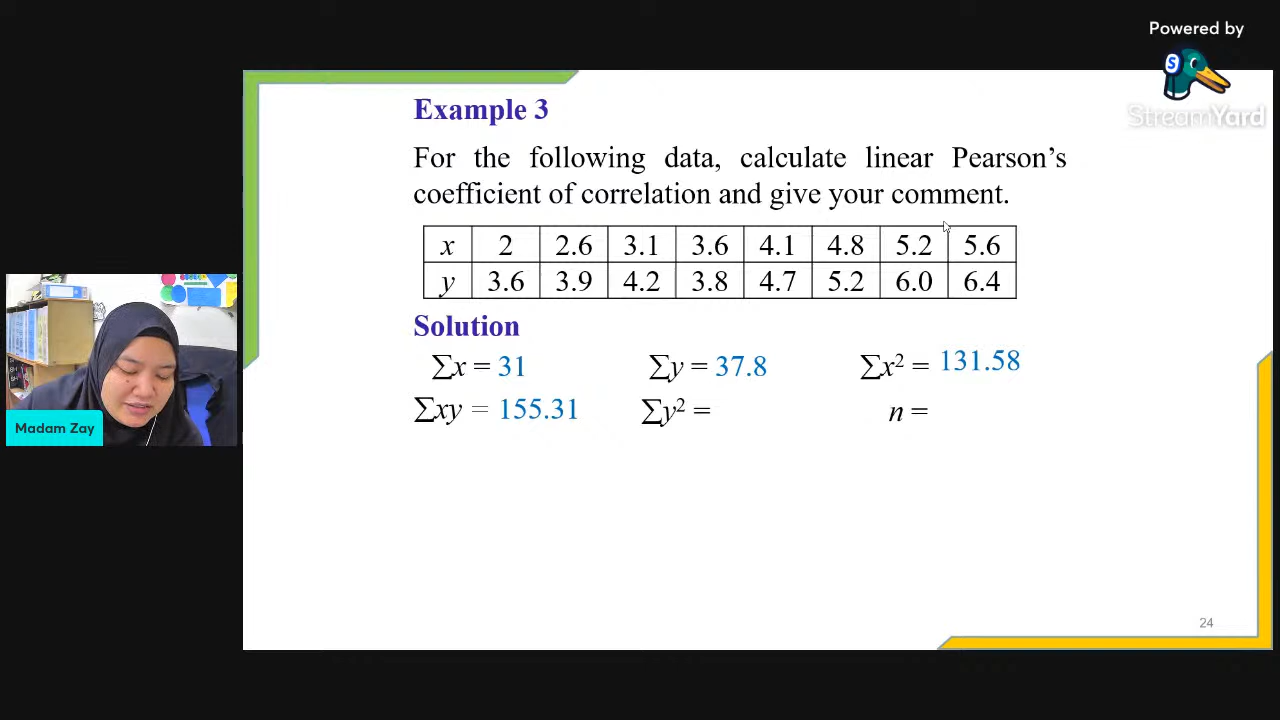 Powered by
S
StreamYard
Example 3
For the following data, calculate linear Pearson’s
coefficient of correlation and give your comment.
x 2 2.6 3.1 3.6 4.1 4.8 5.2 5.6
y 3.6 3.9 4.2 3.8 4.7 5.2 6.0 6.4
Solution
∑x = 31 ∑y = 37.8 ∑x² = 131.58
∑xy = 155.31 ∑y² = n =
Madam Zay
24